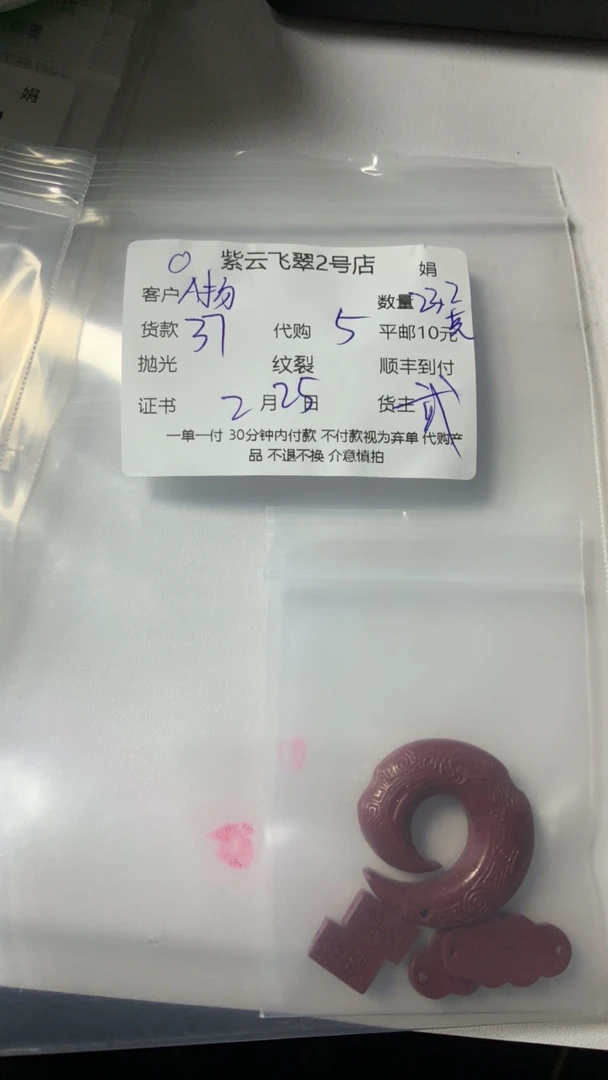 娟
紫云飞翠2号店 娟
客户 A扬 数量 23.2克
货款 37 代购 5 平邮10元
抛光 纹裂 顺丰到付
证书 2月25日 货主 武
一单一付 30分钟内付款 不付款视为弃单 代购产
品 不退不换 介意慎拍